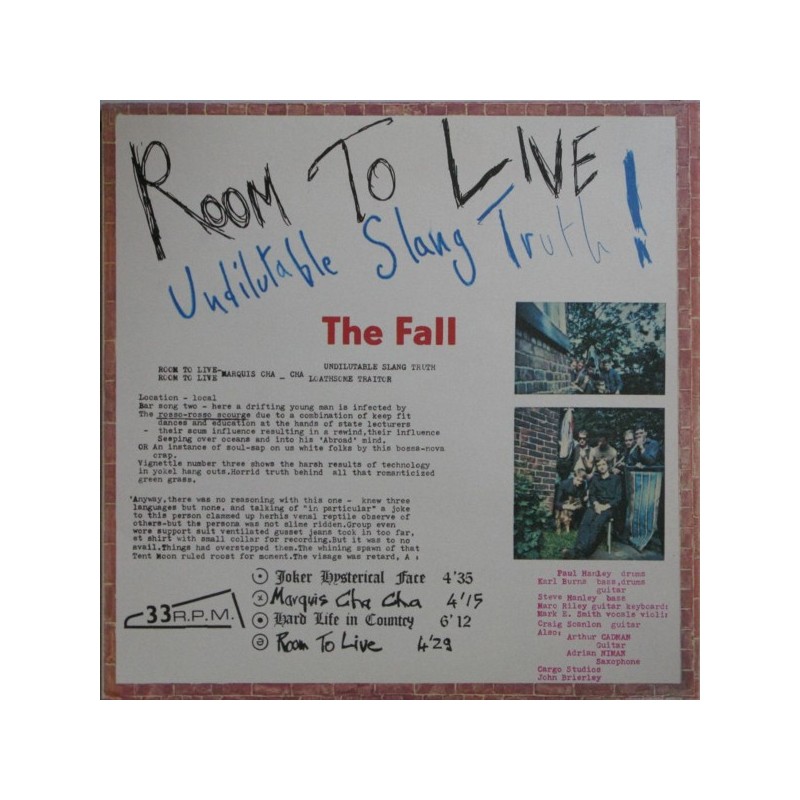 ROOM TO LIVE
Undilutable Slang Truth!
The Fall
UNDILUTABLE SLANG TRUTH
ROOM TO LIVE-MARQUIS CHA _ CHA LOATHSOME TRAITOR
ROOM TO LIVE
Location - local
Bar song two - here a drifting young man is infected by
The rosso-rosso scourge due to a combination of keep fit
dances and education at the hands of state lecturers
- their scum influence resulting in a rewind,their influence
Seeping over oceans and into his 'Abroad' mind.
OR An instance of soul-sap on us white folks by this bossa-nova
crap.
Vignette number three shows the harsh results of technology
in yokel hang outs.Horrid truth behind all that romanticized
green grass.
'Anyway,there was no reasoning with this one - knew three
languages but none, and talking of "in particular" a joke
to this person clammed up herhis venal reptile observe of
others-but the persona was not slime ridden.Group even
wore support suit ventilated gusset jeans took in too far,
et shirt with small collar for recording.But it was to no
avail.Things had overstepped them.The whining spawn of that
Tent Moon ruled roost for moment.The visage was retard, A :
Joker Hysterical Face 4'35
Marquis Cha Cha 4'15
Hard Life in Country 6'12
Room To Live 4'29
33 R.P.M.
Paul Hanley drums
Karl Burns bass,drums
guitar
Steve Hanley bass
Marc Riley guitar keyboards
Mark E. Smith vocals violin
Craig Scanlon guitar
Also:
Arthur CADMAN
Guitar
Adrian NIMAN
Saxophone
Cargo Studios
John Brierley